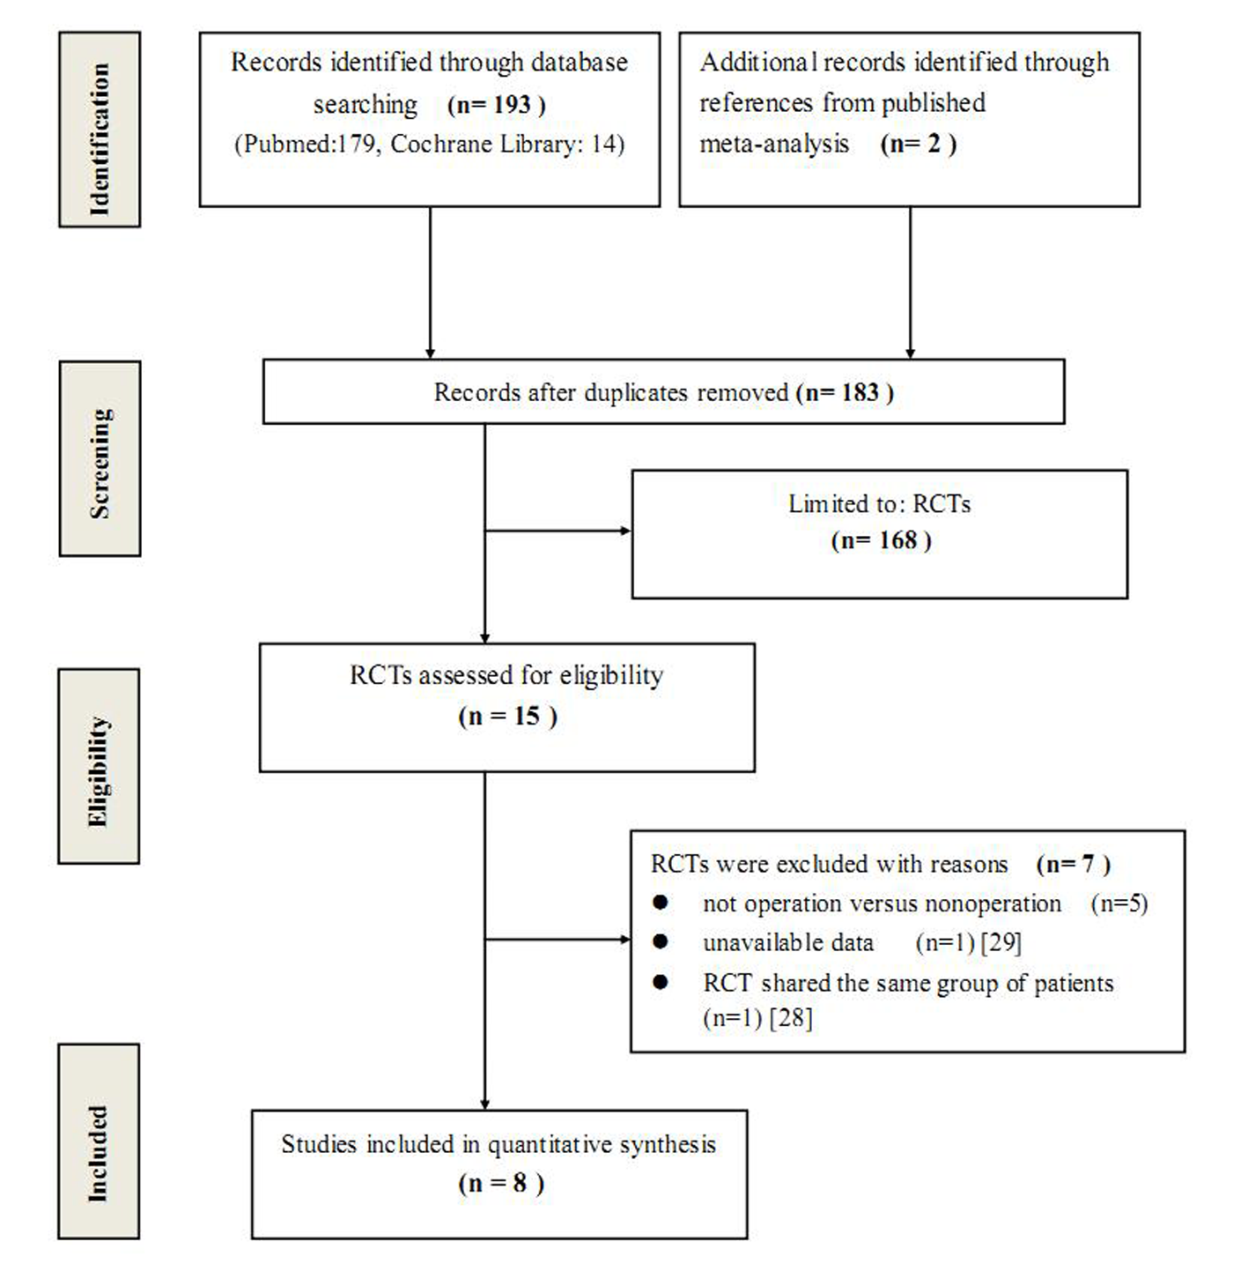 Identification
Records identified through database
searching (n= 193 )
(Pubmed:179, Cochrane Library: 14)
Additional records identified through
references from published
meta-analysis (n= 2 )
Screening
Records after duplicates removed (n= 183 )
Limited to: RCTs
(n= 168 )
Eligibility
RCTs assessed for eligibility
(n = 15 )
RCTs were excluded with reasons (n= 7 )
● not operation versus nonoperation (n=5)
● unavailable data (n=1) [29]
● RCT shared the same group of patients
(n=1) [28]
Included
Studies included in quantitative synthesis
(n = 8 )